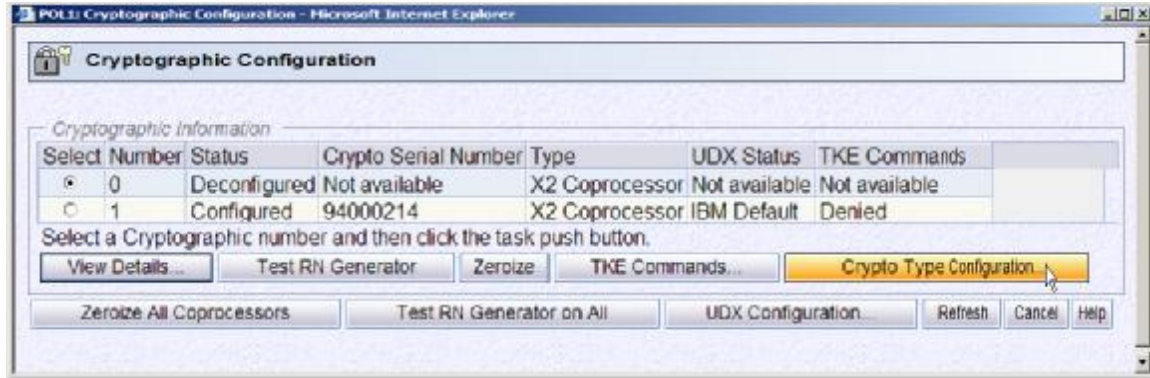 POL1: Cryptographic Configuration - Microsoft Internet Explorer
Cryptographic Configuration
Cryptographic Information
Select Number Status Crypto Serial Number Type UDX Status TKE Commands
0 Deconfigured Not available X2 Coprocessor Not available Not available
1 Configured 94000214 X2 Coprocessor IBM Default Denied
Select a Cryptographic number and then click the task push button.
View Details... Test RN Generator Zeroize TKE Commands... Crypto Type Configuration...
Zeroize All Coprocessors Test RN Generator on All UDX Configuration... Refresh Cancel Help